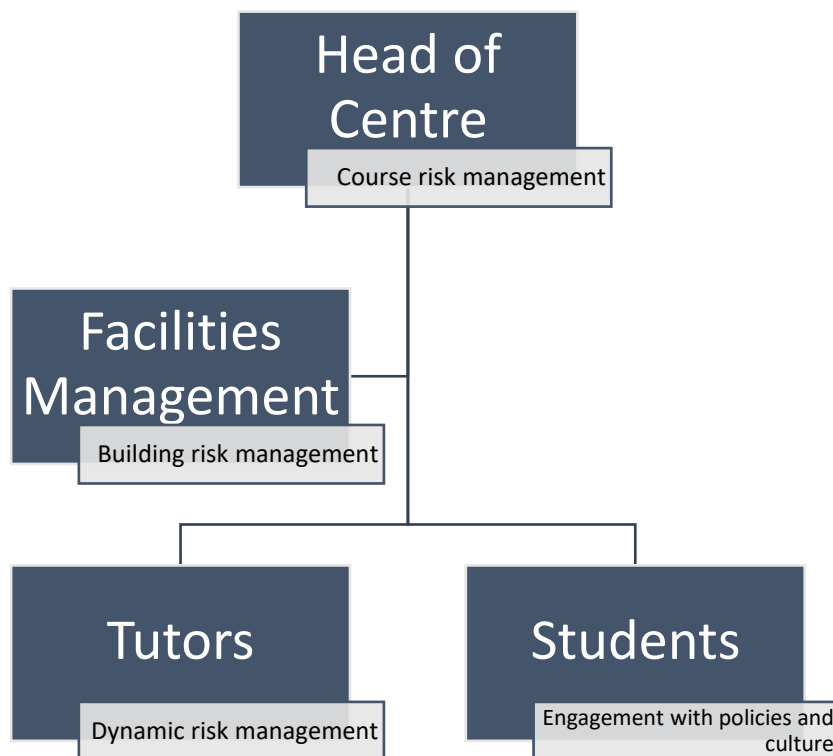 Head of
Centre
Course risk management
Facilities
Management
Building risk management
Tutors
Dynamic risk management
Students
Engagement with policies and
culture